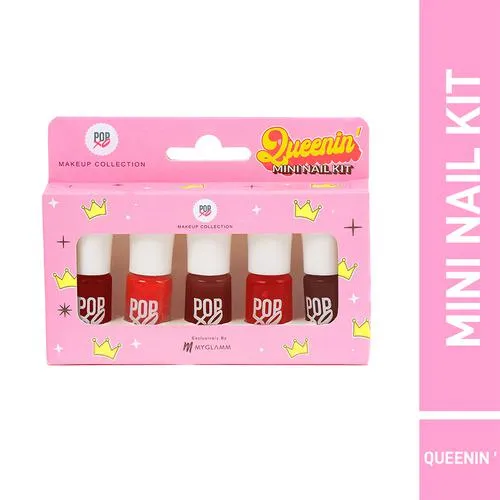 POP
xo
MAKEUP COLLECTION
Queenin'
MINI NAIL KIT
POP
xo
MAKEUP COLLECTION
POP
xo
POP
xo
POP
xo
POP
xo
POP
xo
Exclusively By
MYGLAMM
MINI NAIL KIT
QUEENIN '